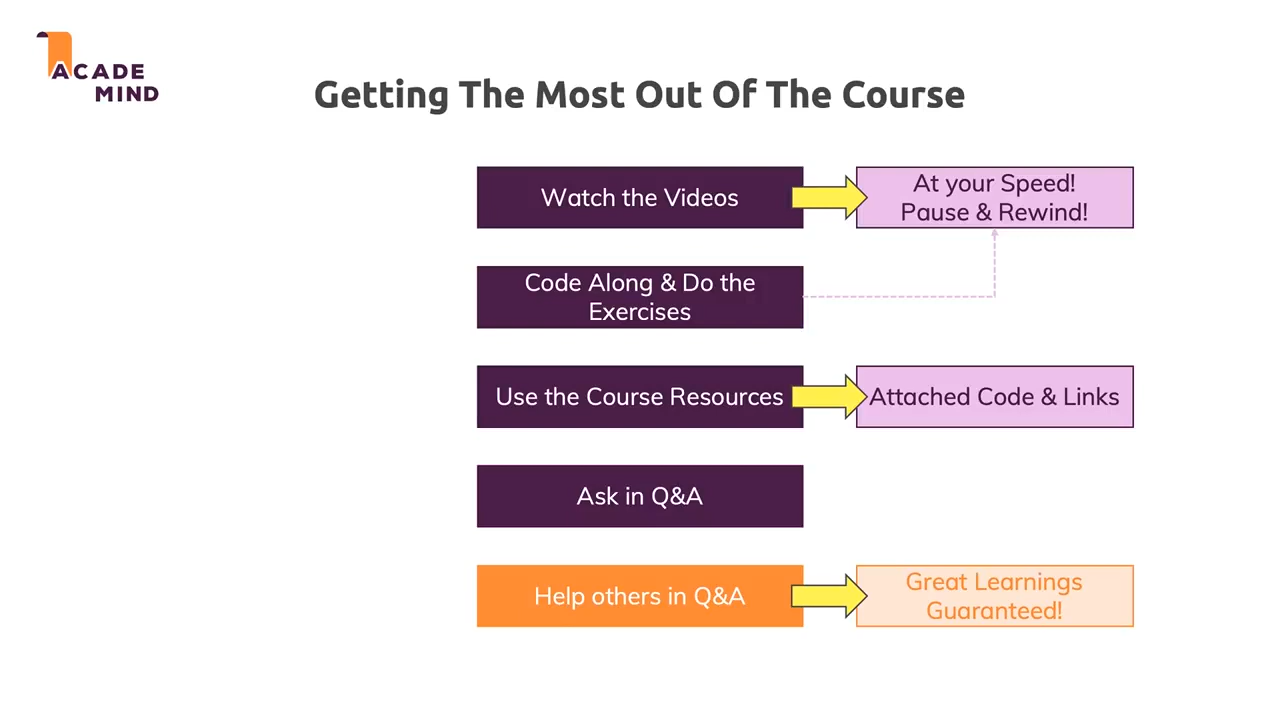 ACADE
MIND
Getting The Most Out Of The Course
Watch the Videos
At your Speed!
Pause & Rewind!
Code Along & Do the
Exercises
Use the Course Resources
Attached Code & Links
Ask in Q&A
Help others in Q&A
Great Learnings
Guaranteed!